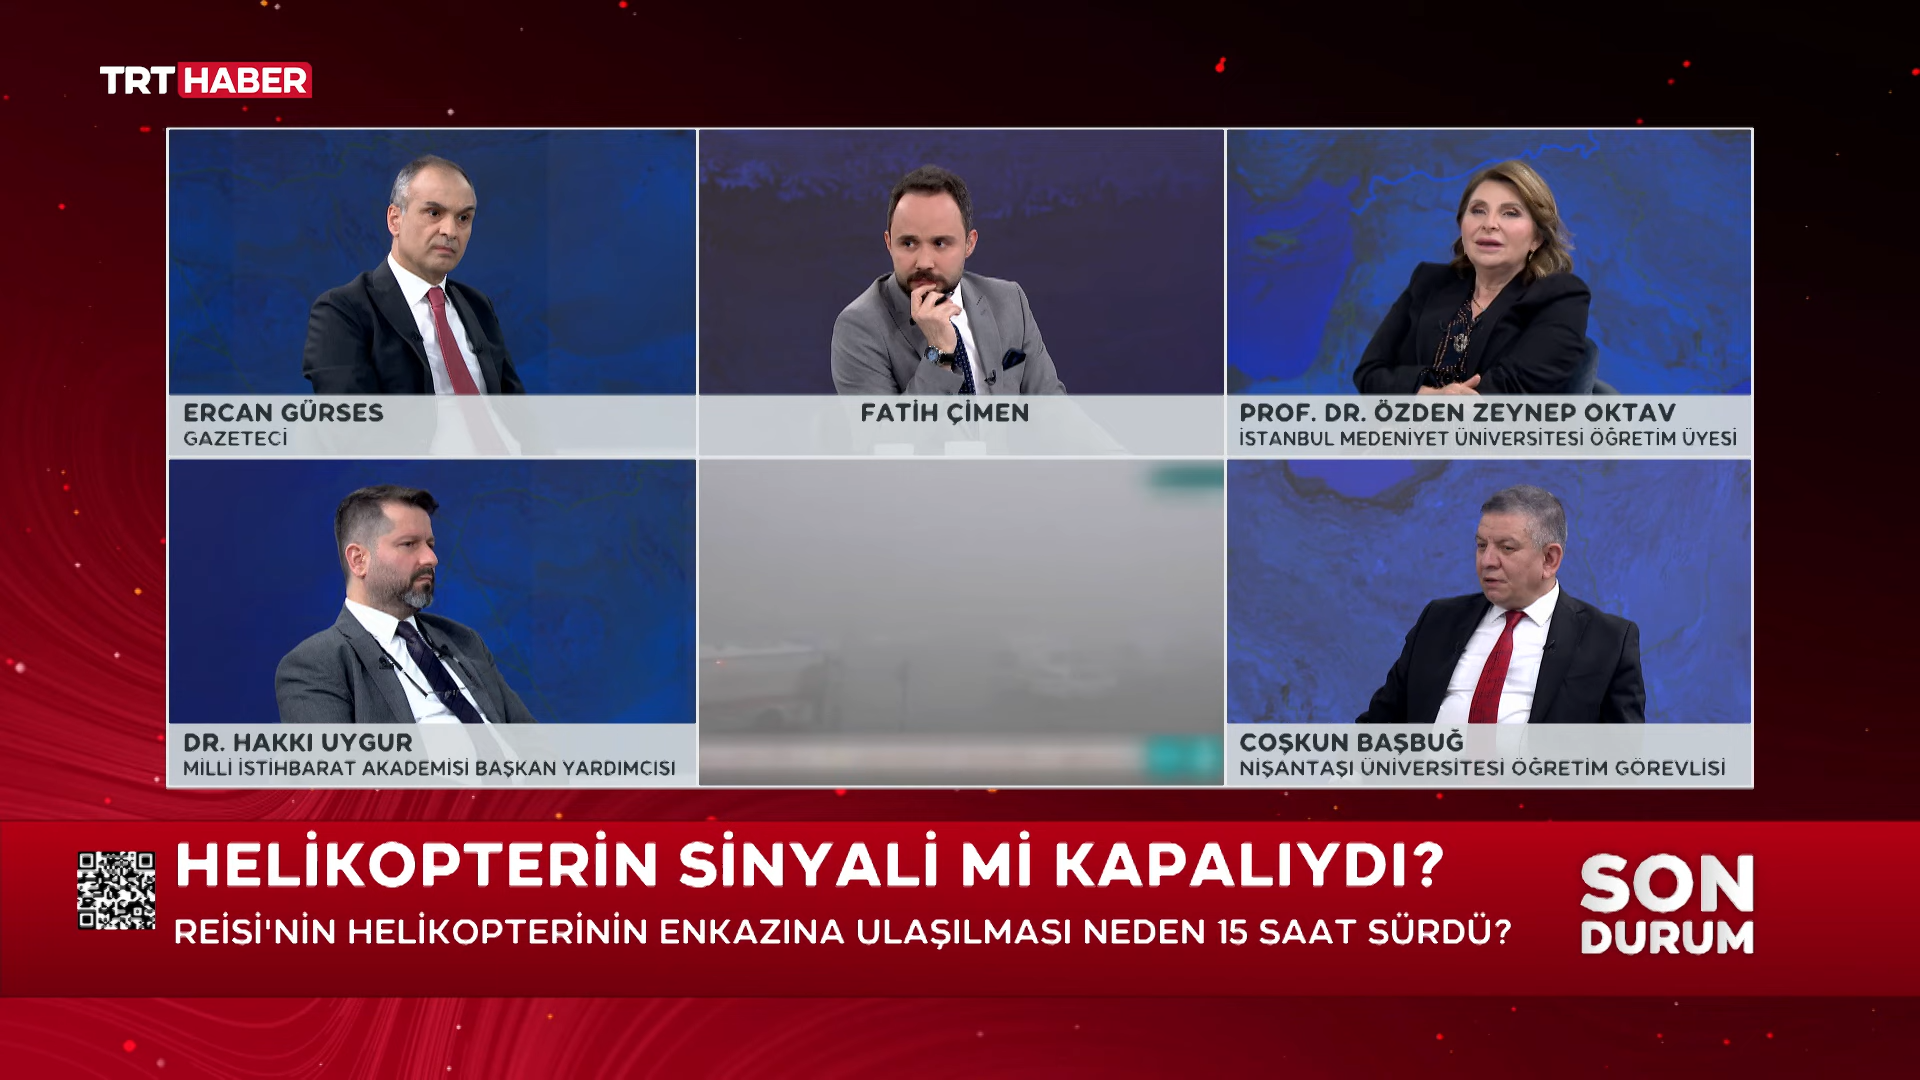 TRT HABER
ERCAN GÜRSES
GAZETECİ
FATİH ÇİMEN
PROF. DR. ÖZDEN ZEYNEP OKTAV
İSTANBUL MEDENİYET ÜNİVERSİTESİ ÖĞRETİM ÜYESİ
DR. HAKKI UYGUR
MİLLİ İSTİHBARAT AKADEMİSİ BAŞKAN YARDIMCISI
COŞKUN BAŞBUĞ
NİŞANTAŞI ÜNİVERSİTESİ ÖĞRETİM GÖREVLİSİ
HELİKOPTERİN SİNYALİ Mİ KAPALIYDI?
REİSİ'NİN HELİKOPTERİNİN ENKAZINA ULAŞILMASI NEDEN 15 SAAT SÜRDÜ?
SON
DURUM